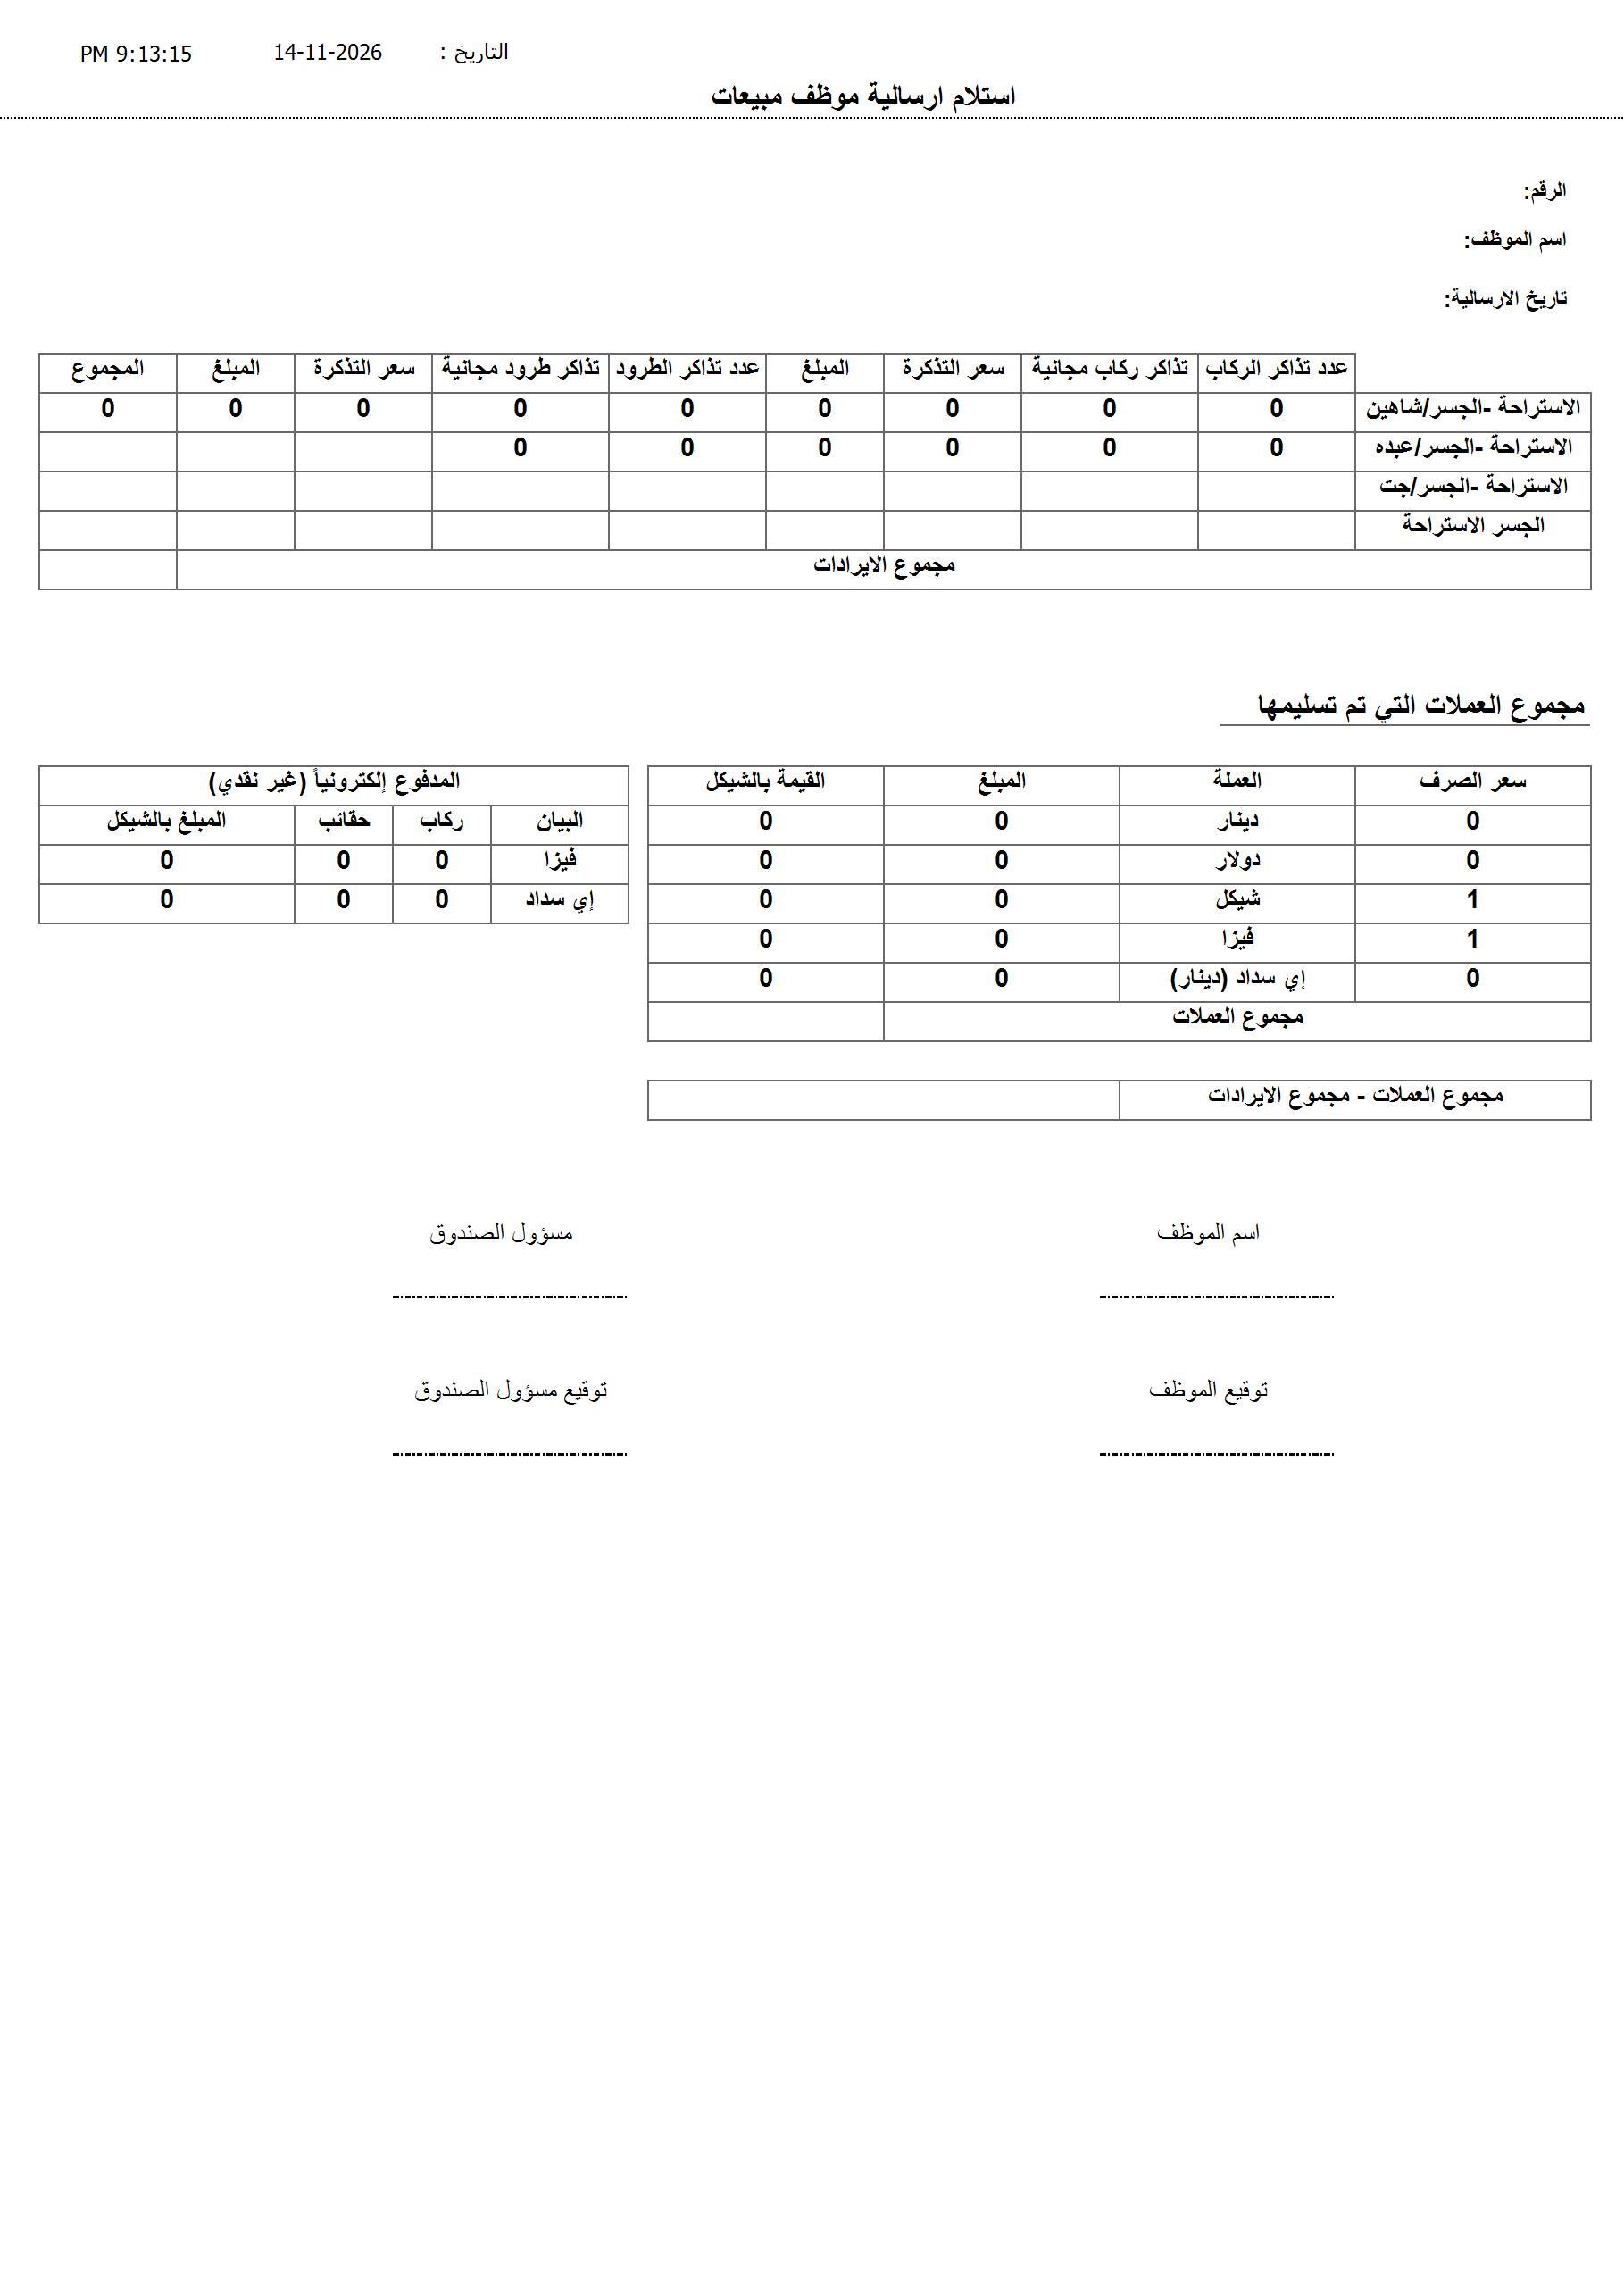 التاريخ : 14-11-2026 9:13:15 PM
استلام ارسالية موظف مبيعات
الرقم:
اسم الموظف:
تاريخ الارسالية:
عدد تذاكر الركاب تذاكر ركاب مجانية سعر التذكرة المبلغ عدد تذاكر الطرود تذاكر طرود مجانية سعر التذكرة المبلغ المجموع
الاستراحة -الجسر/شاهين 0 0 0 0 0 0 0 0 0
الاستراحة -الجسر/عبده 0 0 0 0 0 0
الاستراحة -الجسر/جت
الجسر الاستراحة
مجموع الايرادات
مجموع العملات التي تم تسليمها
سعر الصرف العملة المبلغ القيمة بالشيكل
0 دينار 0 0
0 دولار 0 0
1 شيكل 0 0
1 فيزا 0 0
0 إي سداد (دينار) 0 0
مجموع العملات
المدفوع إلكترونياً (غير نقدي)
البيان ركاب حقائب المبلغ بالشيكل
فيزا 0 0 0
إي سداد 0 0 0
مجموع العملات - مجموع الايرادات
اسم الموظف مسؤول الصندوق
توقيع الموظف توقيع مسؤول الصندوق